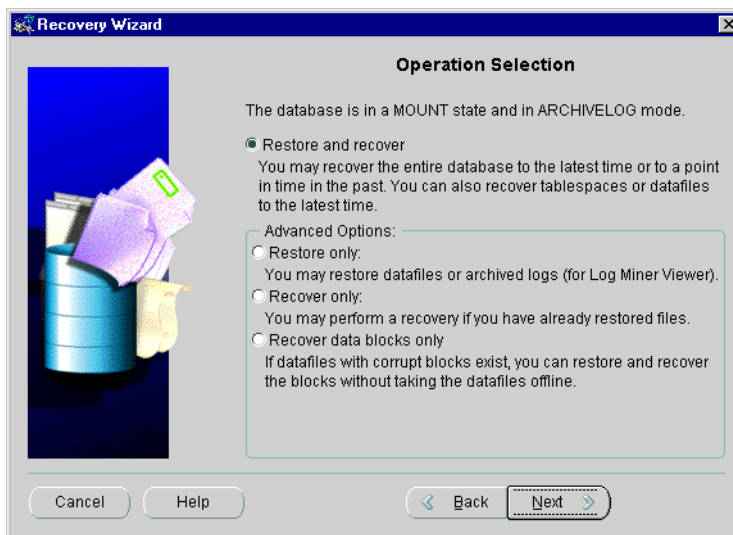 Recovery Wizard
Operation Selection
The database is in a MOUNT state and in ARCHIVELOG mode.
Restore and recover
You may recover the entire database to the latest time or to a point
in time in the past. You can also recover tablespaces or datafiles
to the latest time.
Advanced Options:
Restore only:
You may restore datafiles or archived logs (for Log Miner Viewer).
Recover only:
You may perform a recovery if you have already restored files.
Recover data blocks only
If datafiles with corrupt blocks exist, you can restore and recover
the blocks without taking the datafiles offline.
Cancel Help Back Next